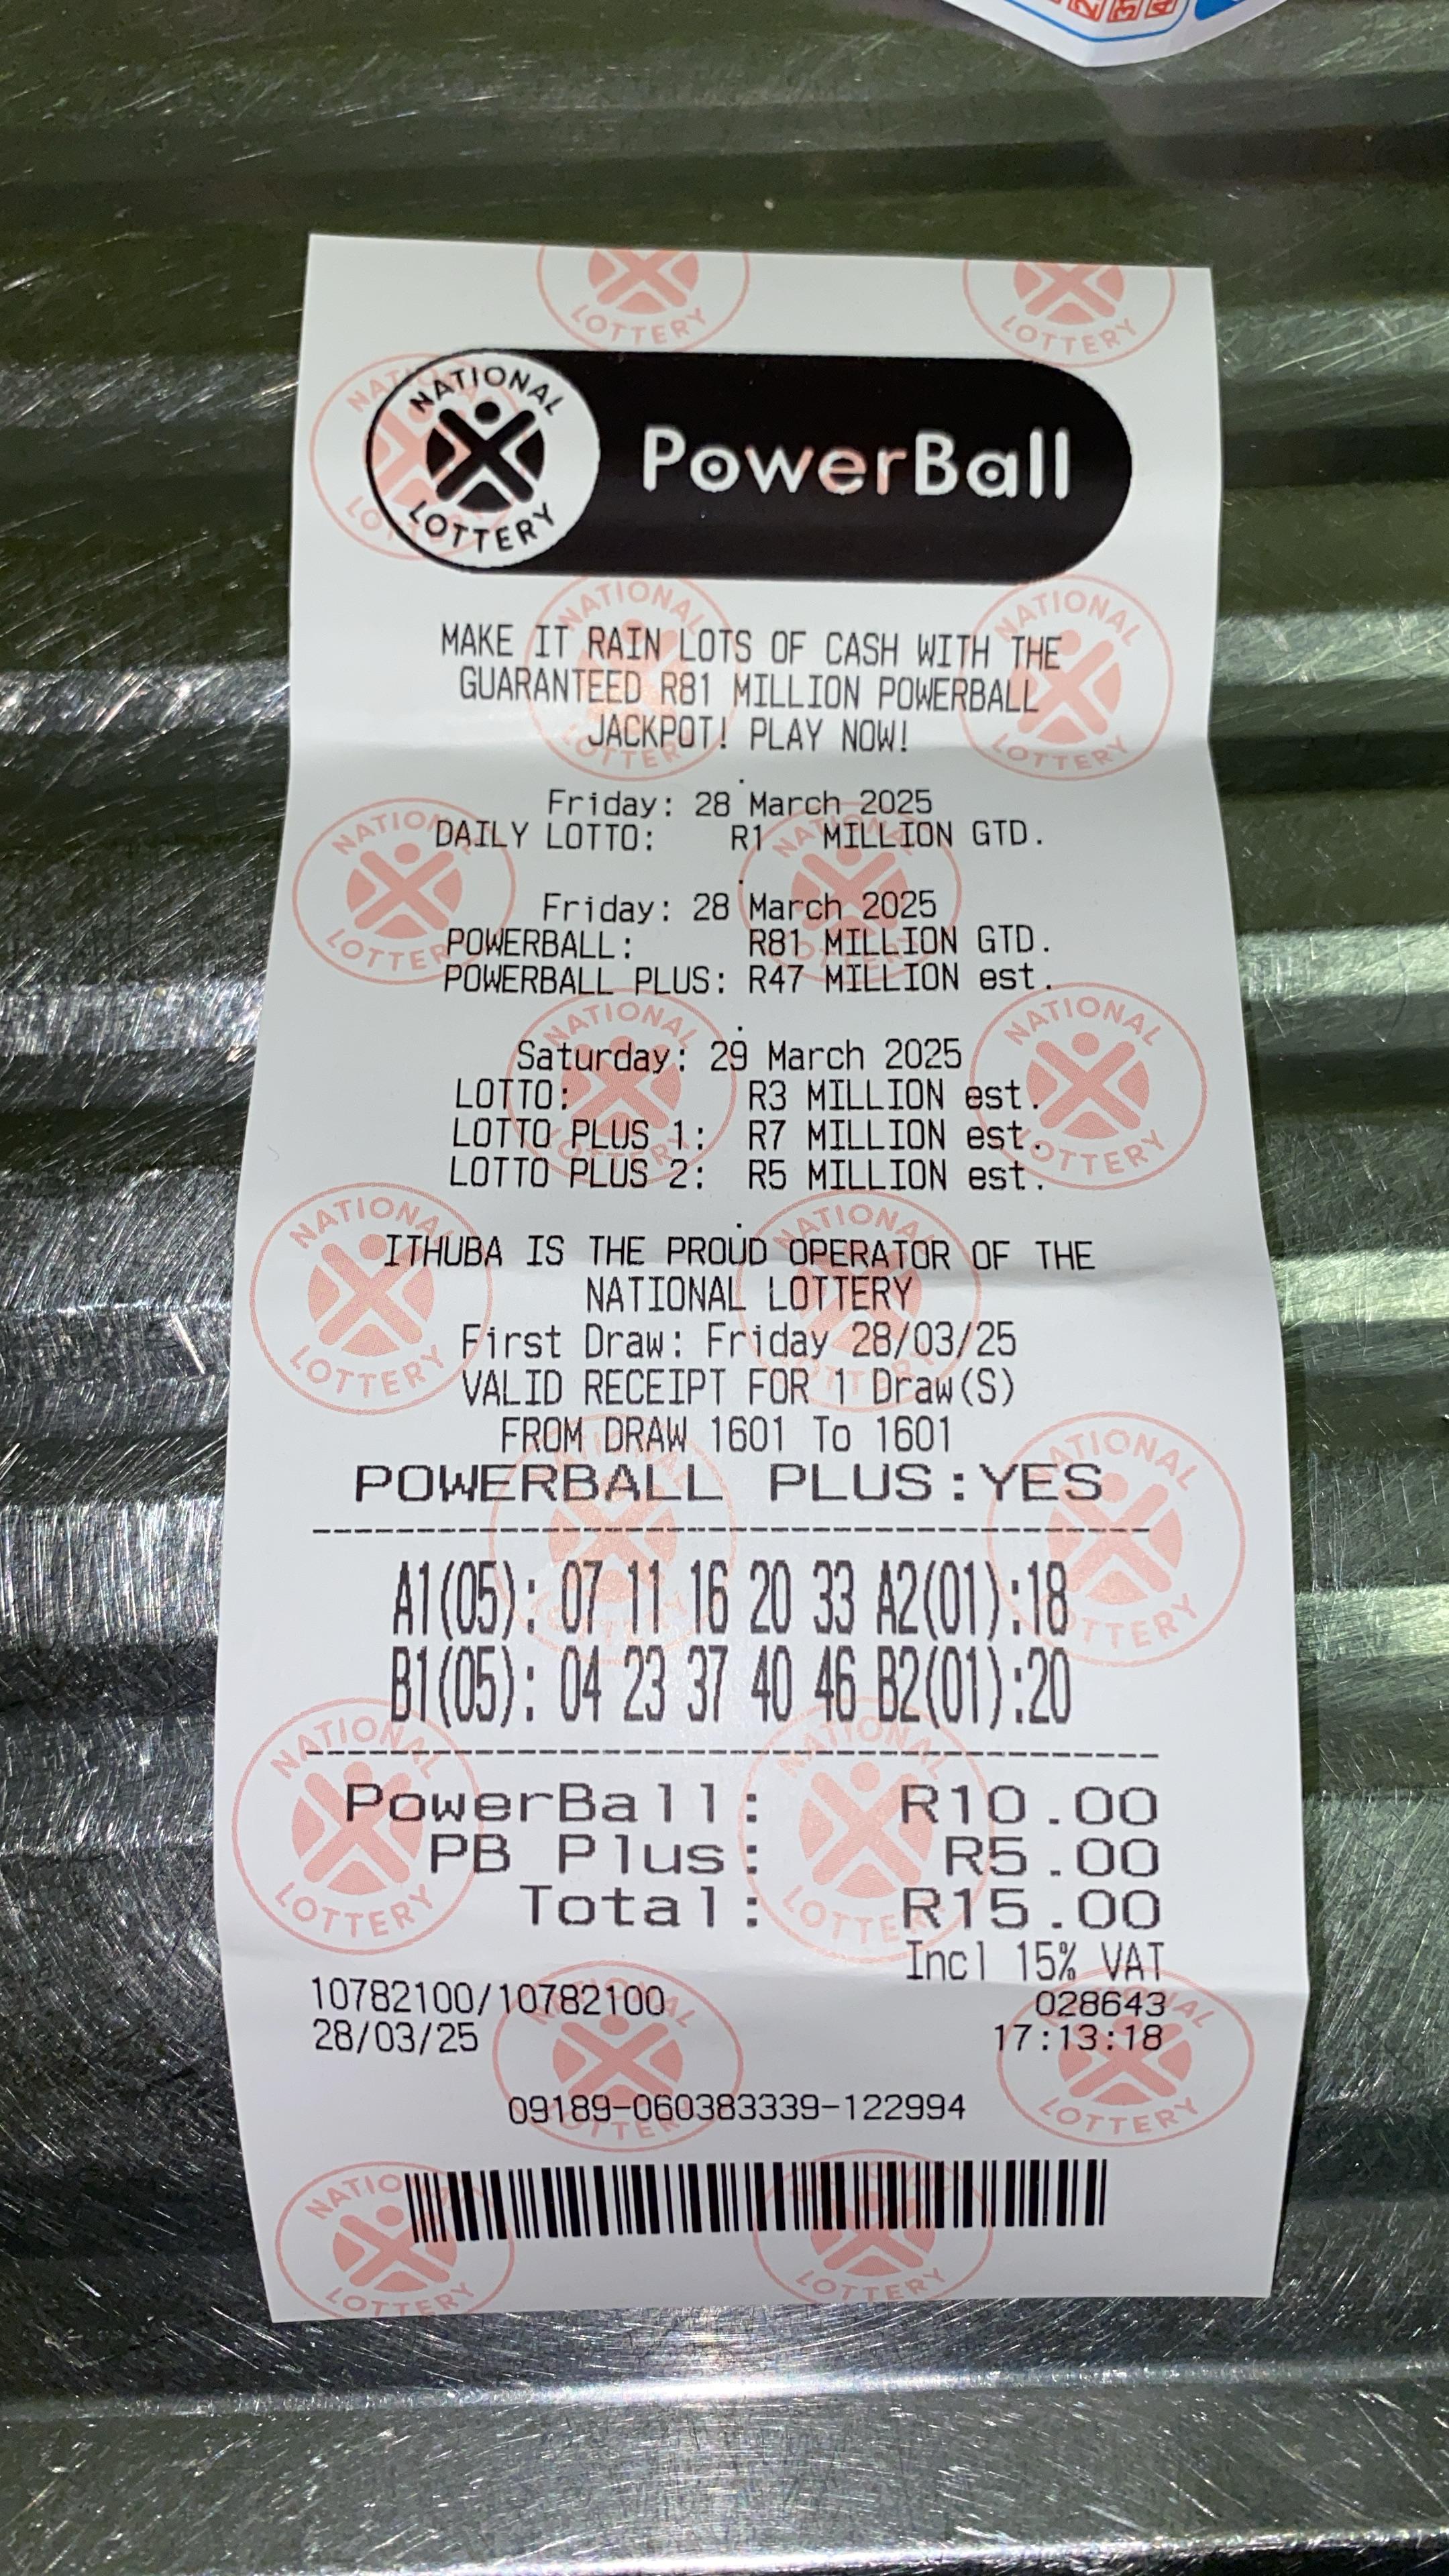 NATIONAL
LOTTERY
PowerBall
MAKE IT RAIN LOTS OF CASH WITH THE
GUARANTEED R81 MILLION POWERBALL
JACKPOT! PLAY NOW!
.
Friday: 28 March 2025
DAILY LOTTO: R1 MILLION GTD.
.
Friday: 28 March 2025
POWERBALL: R81 MILLION GTD.
POWERBALL PLUS: R47 MILLION est.
.
Saturday: 29 March 2025
LOTTO: R3 MILLION est.
LOTTO PLUS 1: R7 MILLION est.
LOTTO PLUS 2: R5 MILLION est.
.
ITHUBA IS THE PROUD OPERATOR OF THE
NATIONAL LOTTERY
First Draw: Friday 28/03/25
VALID RECEIPT FOR 1 Draw(S)
FROM DRAW 1601 To 1601
POWERBALL PLUS:YES
A1(05): 07 11 16 20 33 A2(01):18
B1(05): 04 23 37 40 46 B2(01):20
PowerBall: R10.00
PB Plus: R5.00
Total: R15.00
Incl 15% VAT
10782100/10782100 028643
28/03/25 17:13:18
09189-060383339-122994